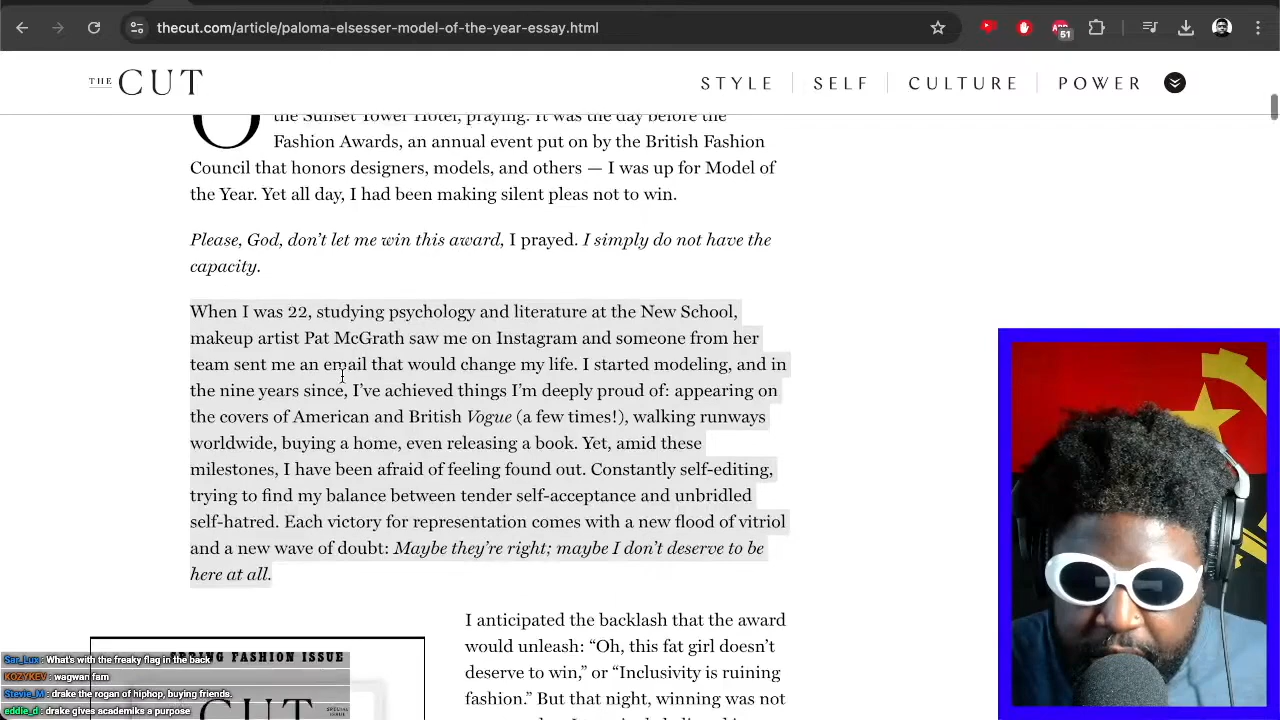 thecut.com/article/paloma-elsesser-model-of-the-year-essay.html
51
THE CUT
STYLE
SELF
CULTURE
POWER
O
the Sunset Tower Hotel, praying. It was the day before the
Fashion Awards, an annual event put on by the British Fashion
Council that honors designers, models, and others — I was up for Model of
the Year. Yet all day, I had been making silent pleas not to win.
Please, God, don’t let me win this award, I prayed. I simply do not have the
capacity.
When I was 22, studying psychology and literature at the New School,
makeup artist Pat McGrath saw me on Instagram and someone from her
team sent me an email that would change my life. I started modeling, and in
the nine years since, I’ve achieved things I’m deeply proud of: appearing on
the covers of American and British Vogue (a few times!), walking runways
worldwide, buying a home, even releasing a book. Yet, amid these
milestones, I have been afraid of feeling found out. Constantly self-editing,
trying to find my balance between tender self-acceptance and unbridled
self-hatred. Each victory for representation comes with a new flood of vitriol
and a new wave of doubt: Maybe they’re right; maybe I don’t deserve to be
here at all.
I anticipated the backlash that the award
would unleash: “Oh, this fat girl doesn’t
deserve to win,” or “Inclusivity is ruining
fashion.” But that night, winning was not
SPRING FASHION ISSUE
CUT
SPECIAL
ISSUE
Sar_Lux: What's with the freaky flag in the back
KOZYKEV: wagwan fam
Stevie_M: drake the rogan of hiphop, buying friends.
eddie_d: drake gives academiks a purpose